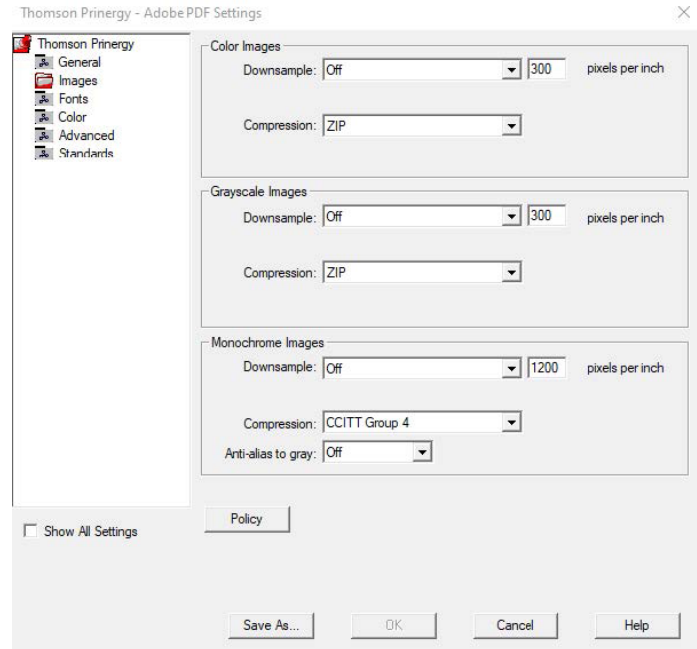 Thomson Prinergy - Adobe PDF Settings
Thomson Prinergy
General
Images
Fonts
Color
Advanced
Standards
Show All Settings
Color Images
Downsample: Off 300 pixels per inch
Compression: ZIP
Grayscale Images
Downsample: Off 300 pixels per inch
Compression: ZIP
Monochrome Images
Downsample: Off 1200 pixels per inch
Compression: CCITT Group 4
Anti-alias to gray: Off
Policy
Save As... OK Cancel Help